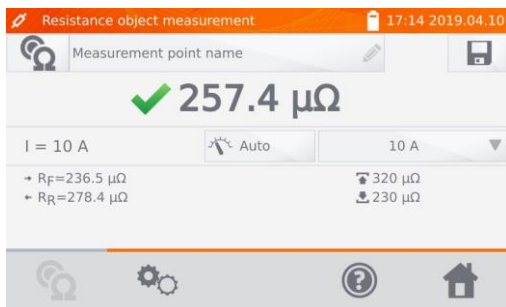 Resistance object measurement 17:14 2019.04.10
Measurement point name
257.4 µΩ
I = 10 A Auto 10 A
RF=236.5 µΩ 320 µΩ
RR=278.4 µΩ 230 µΩ